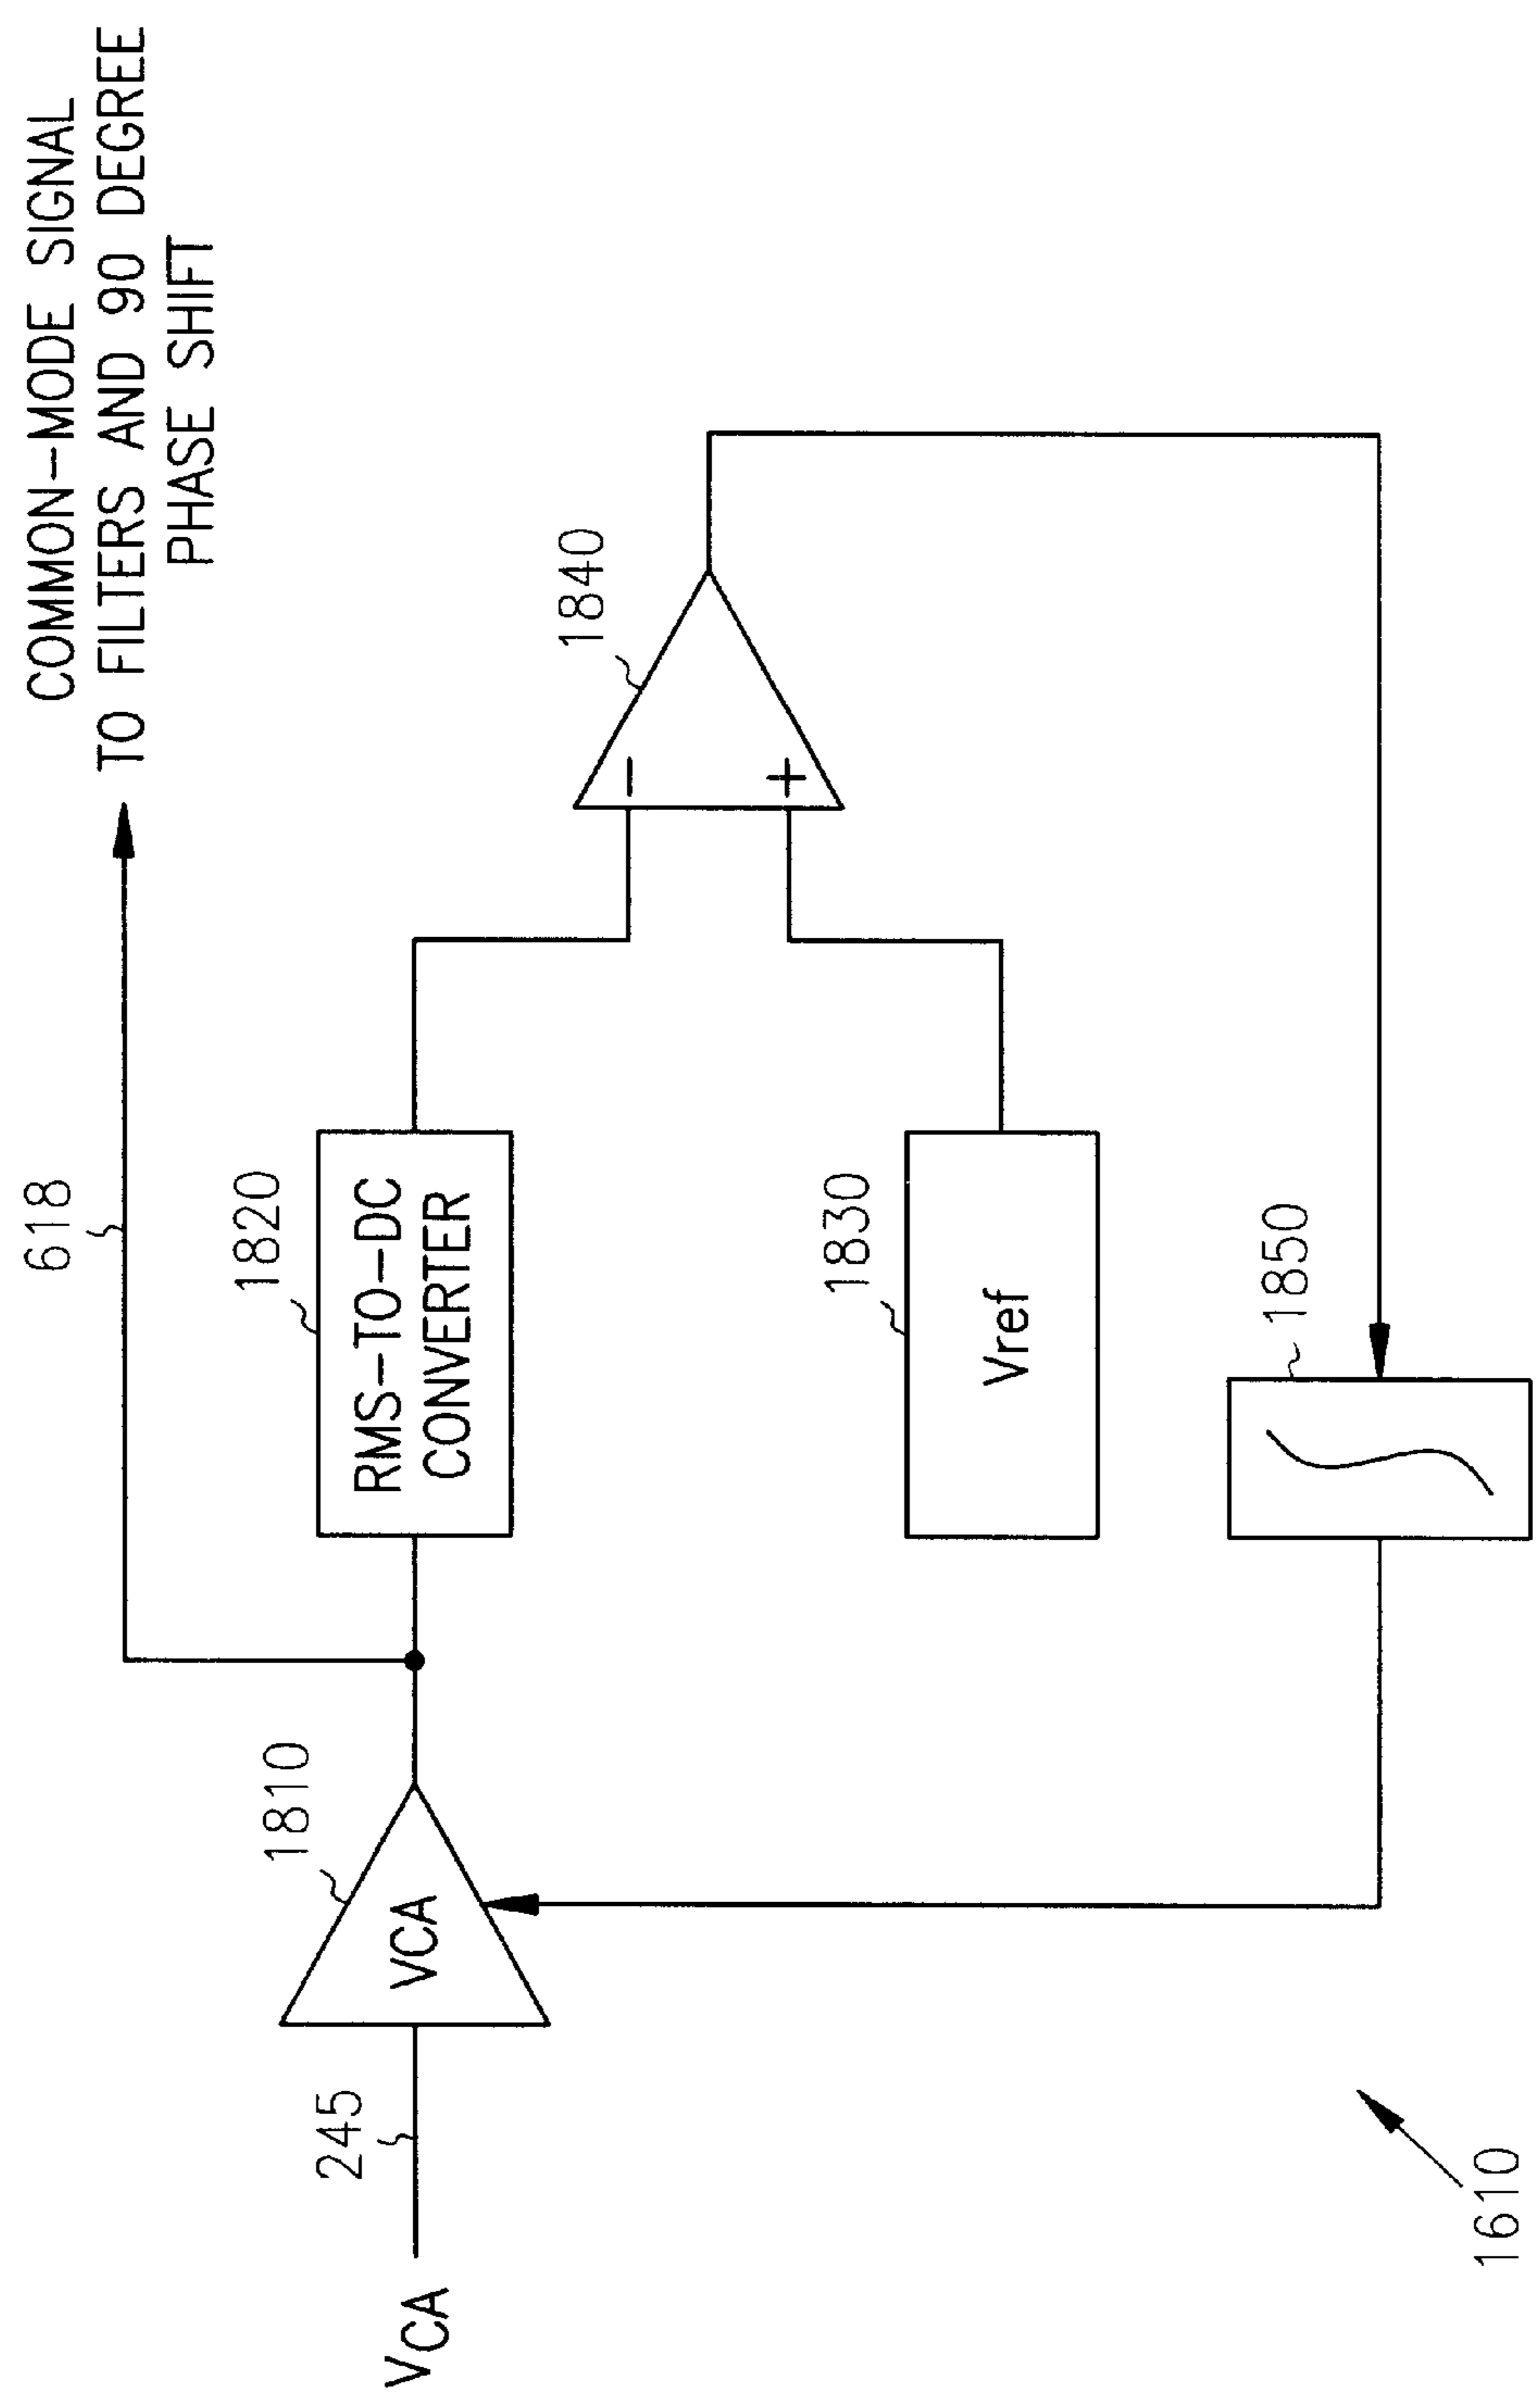 COMMON-MODE SIGNAL
TO FILTERS AND 90 DEGREE
PHASE SHIFT
618
1820
RMS-TO-DC
CONVERTER
1840
−
+
1810
VCA
245
VCA
1830
Vref
1850
1610